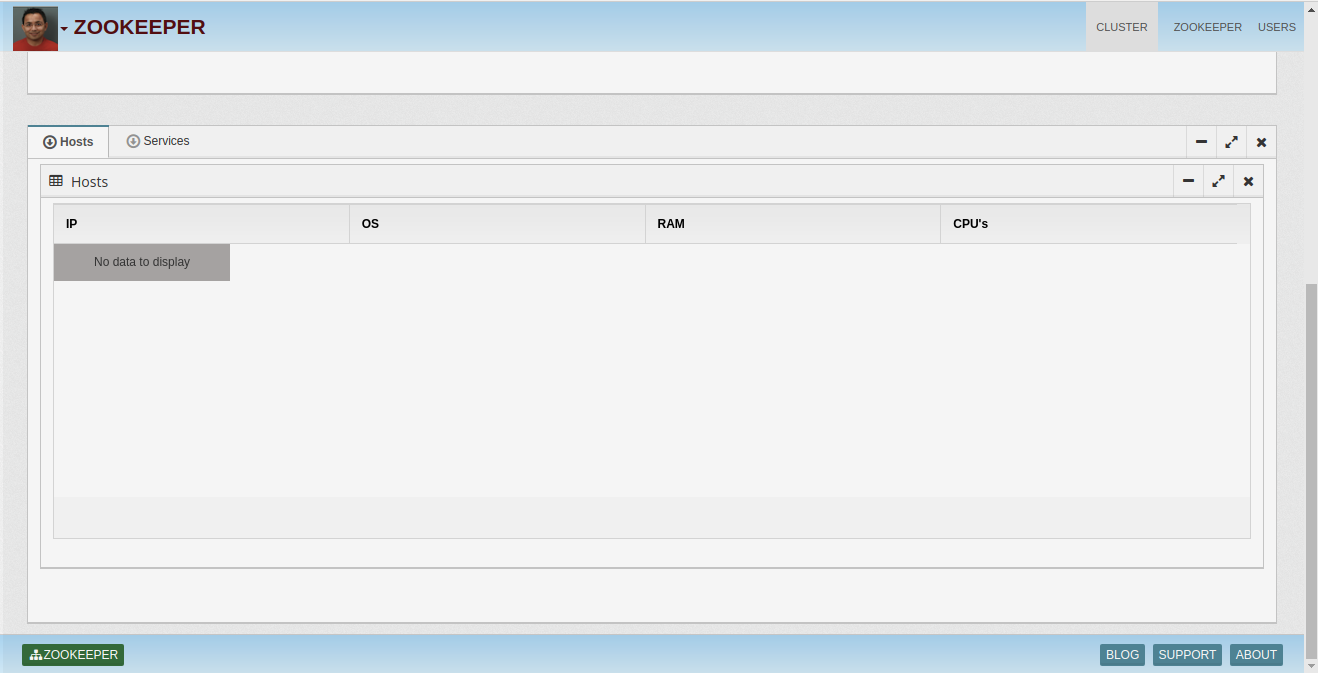 ZOOKEEPER
CLUSTER ZOOKEEPER USERS
Hosts Services
Hosts
IP OS RAM CPU's
No data to display
ZOOKEEPER BLOG SUPPORT ABOUT